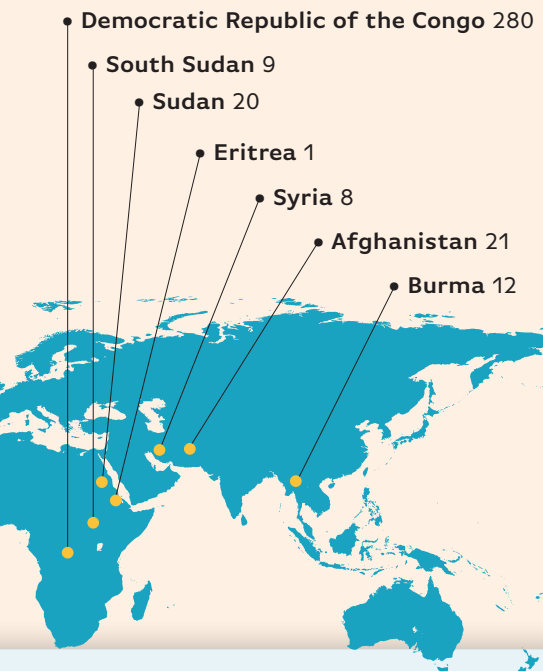 Democratic Republic of the Congo 280
South Sudan 9
Sudan 20
Eritrea 1
Syria 8
Afghanistan 21
Burma 12